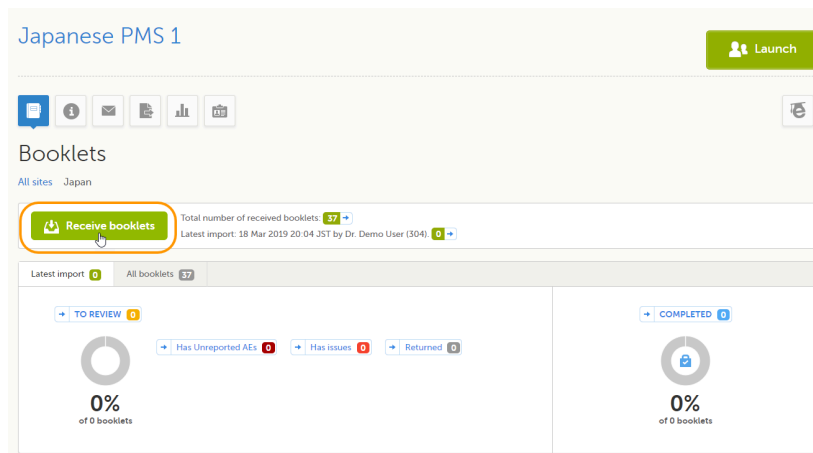 Japanese PMS 1
Launch
Booklets
All sites Japan
Receive booklets
Total number of received booklets: 37
Latest import: 18 Mar 2019 20:04 JST by Dr. Demo User (304). 0
Latest import 0 All booklets 37
TO REVIEW 0
COMPLETED 0
Has Unreported AEs 0 Has issues 0 Returned 0
0%
of 0 booklets
0%
of 0 booklets